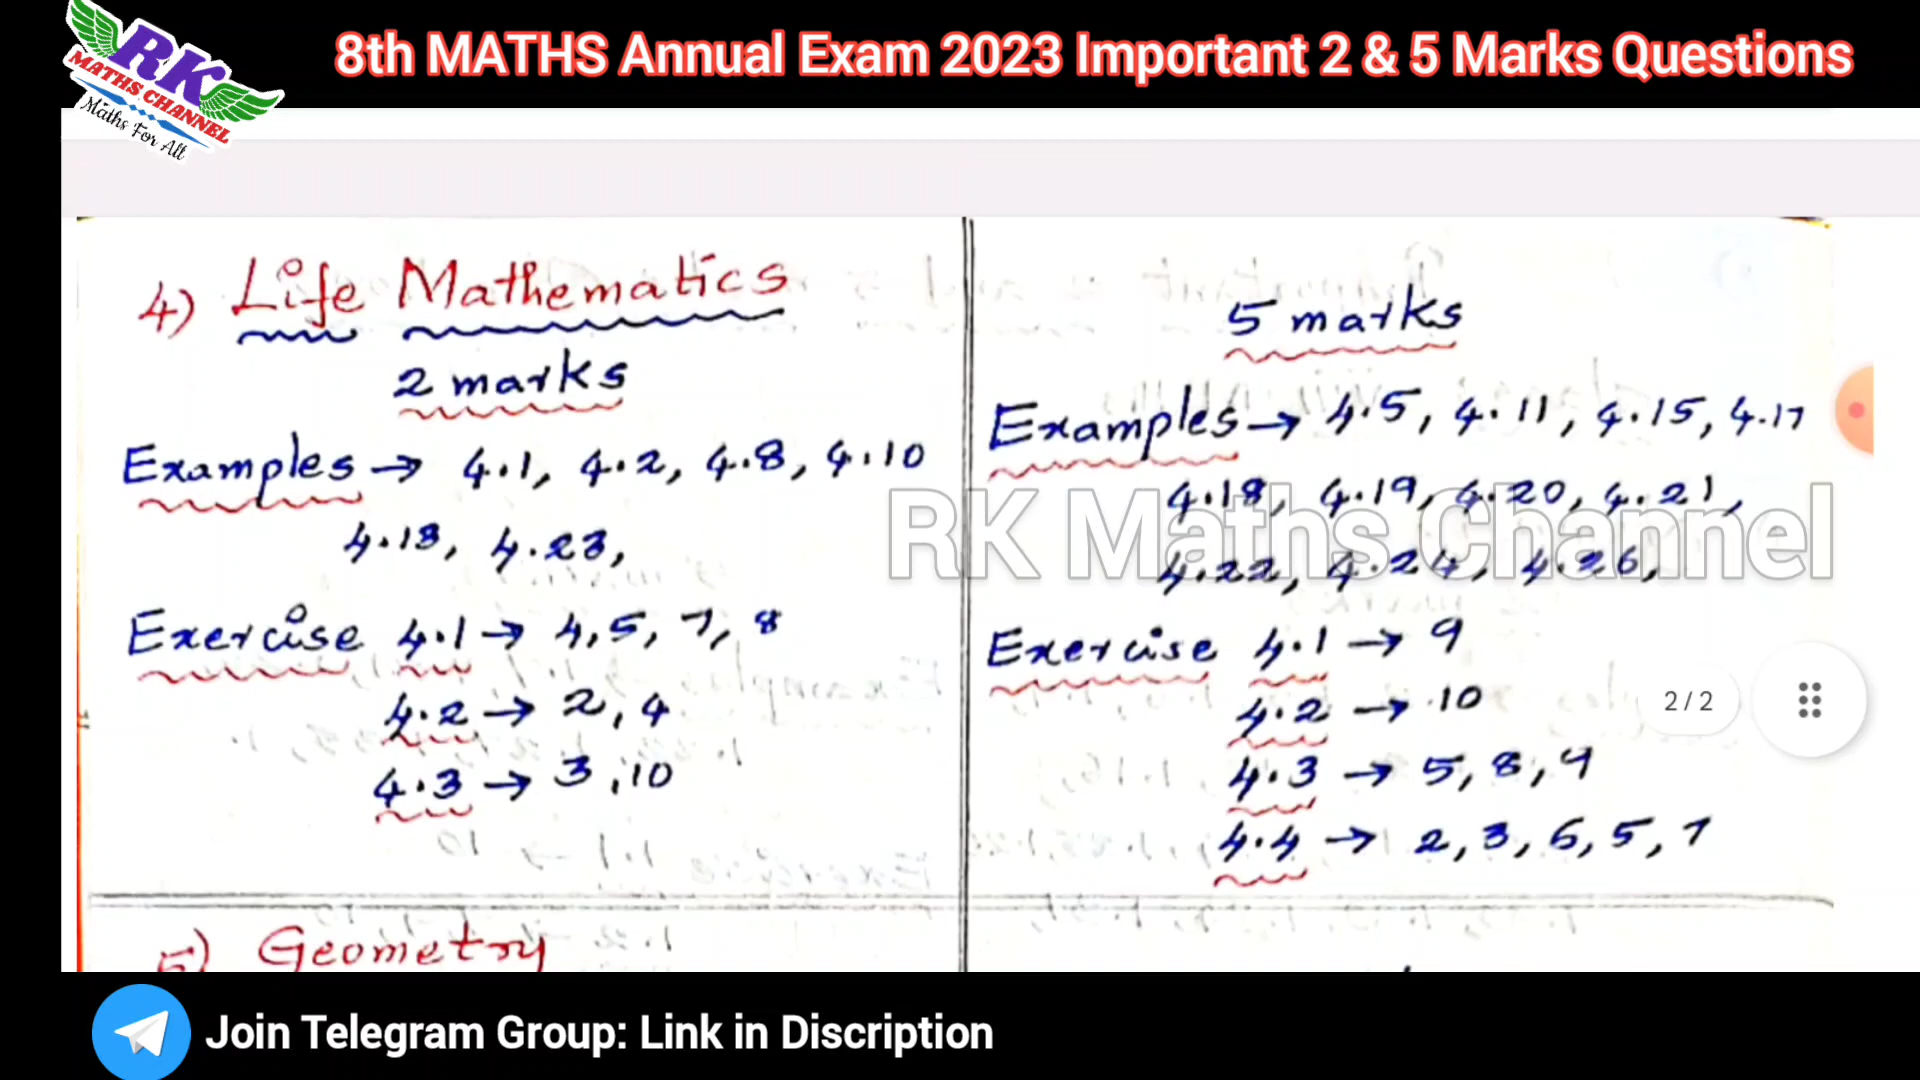 RK
MATHS CHANNEL
Maths For All
8th MATHS Annual Exam 2023 Important 2 & 5 Marks Questions
4) Life Mathematics
2 marks
Examples → 4.1, 4.2, 4.8, 4.10
4.13, 4.23,
Exercise 4.1 → 4, 5, 7, 8
4.2 → 2, 4
4.3 → 3, 10
5 marks
Examples → 4.5, 4.11, 4.15, 4.17
4.18, 4.19, 4.20, 4.21,
4.22, 4.24, 4.26,
Exercise 4.1 → 9
4.2 → 10
4.3 → 5, 8, 9
4.4 → 2, 3, 6, 5, 7
RK Maths Channel
2 / 2
5) Geometry
Join Telegram Group: Link in Discription